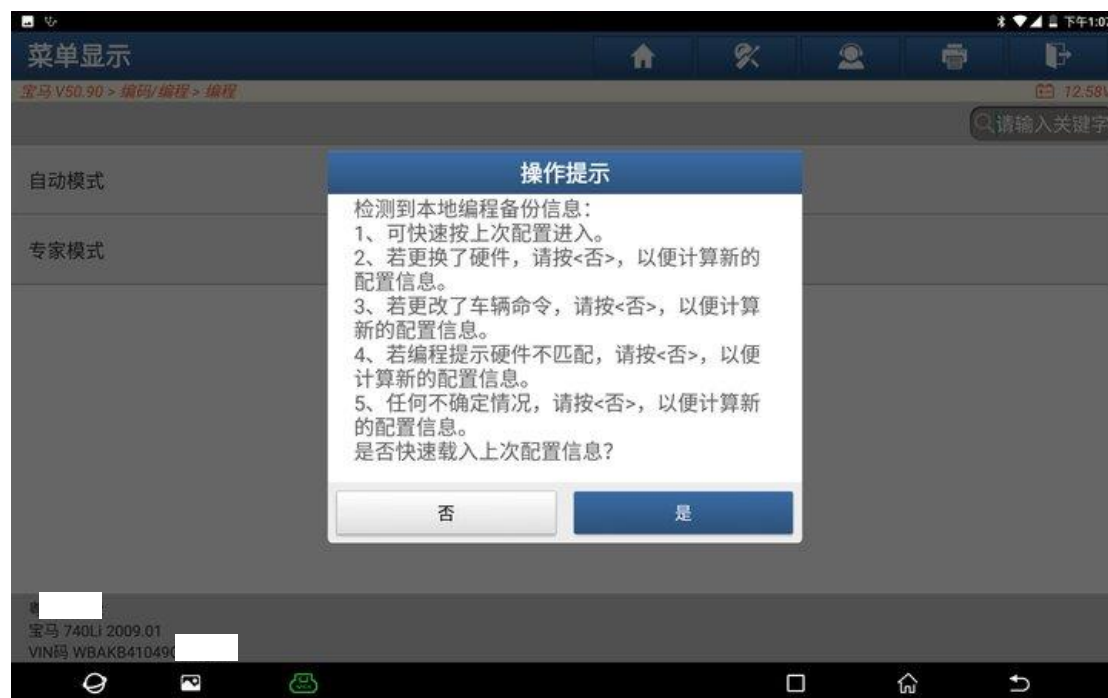 下午1:07
菜单显示
宝马 V50.90 > 编码/编程 > 编程
12.58V
请输入关键字
自动模式
专家模式
操作提示
检测到本地编程备份信息：
1、可快速按上次配置进入。
2、若更换了硬件，请按<否>，以便计算新的
配置信息。
3、若更改了车辆命令，请按<否>，以便计算
新的配置信息。
4、若编程提示硬件不匹配，请按<否>，以便
计算新的配置信息。
5、任何不确定情况，请按<否>，以便计算新
的配置信息。
是否快速载入上次配置信息？
否
是
宝马 740Li 2009.01
VIN码 WBAKB41049